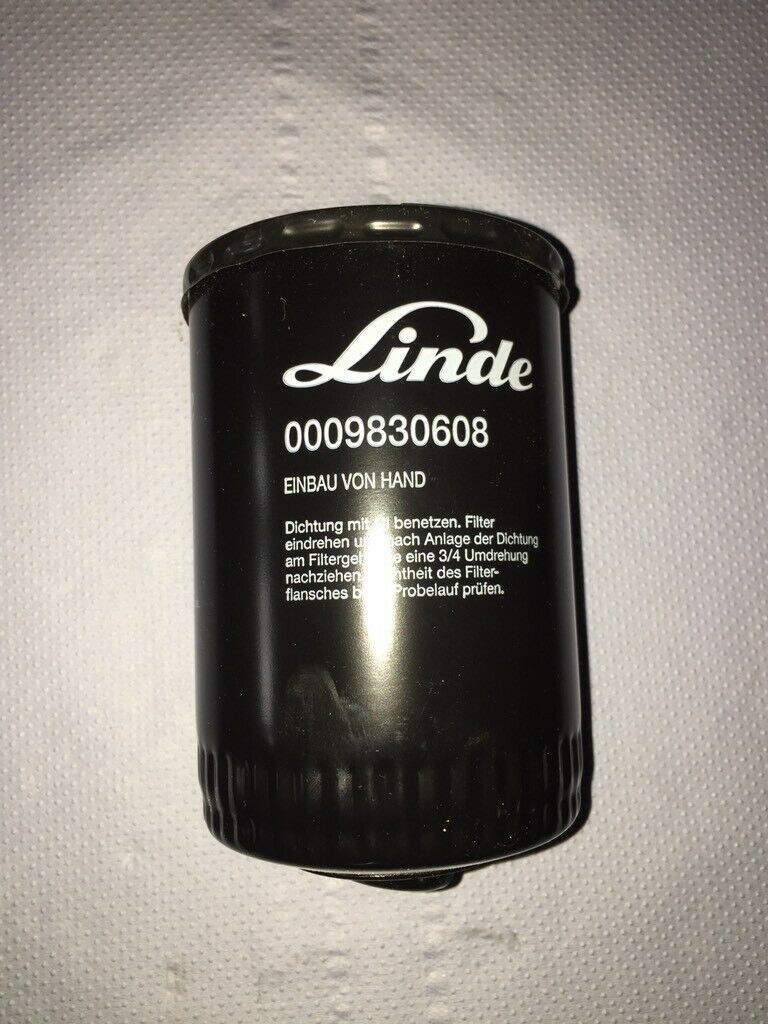 Linde
0009830608
EINBAU VON HAND
Dichtung mit benetzen. Filter
eindrehen nach Anlage der Dichtung
am eine 3/4 Umdrehung
nachziehen des Filter-
flansches Probelauf prüfen.